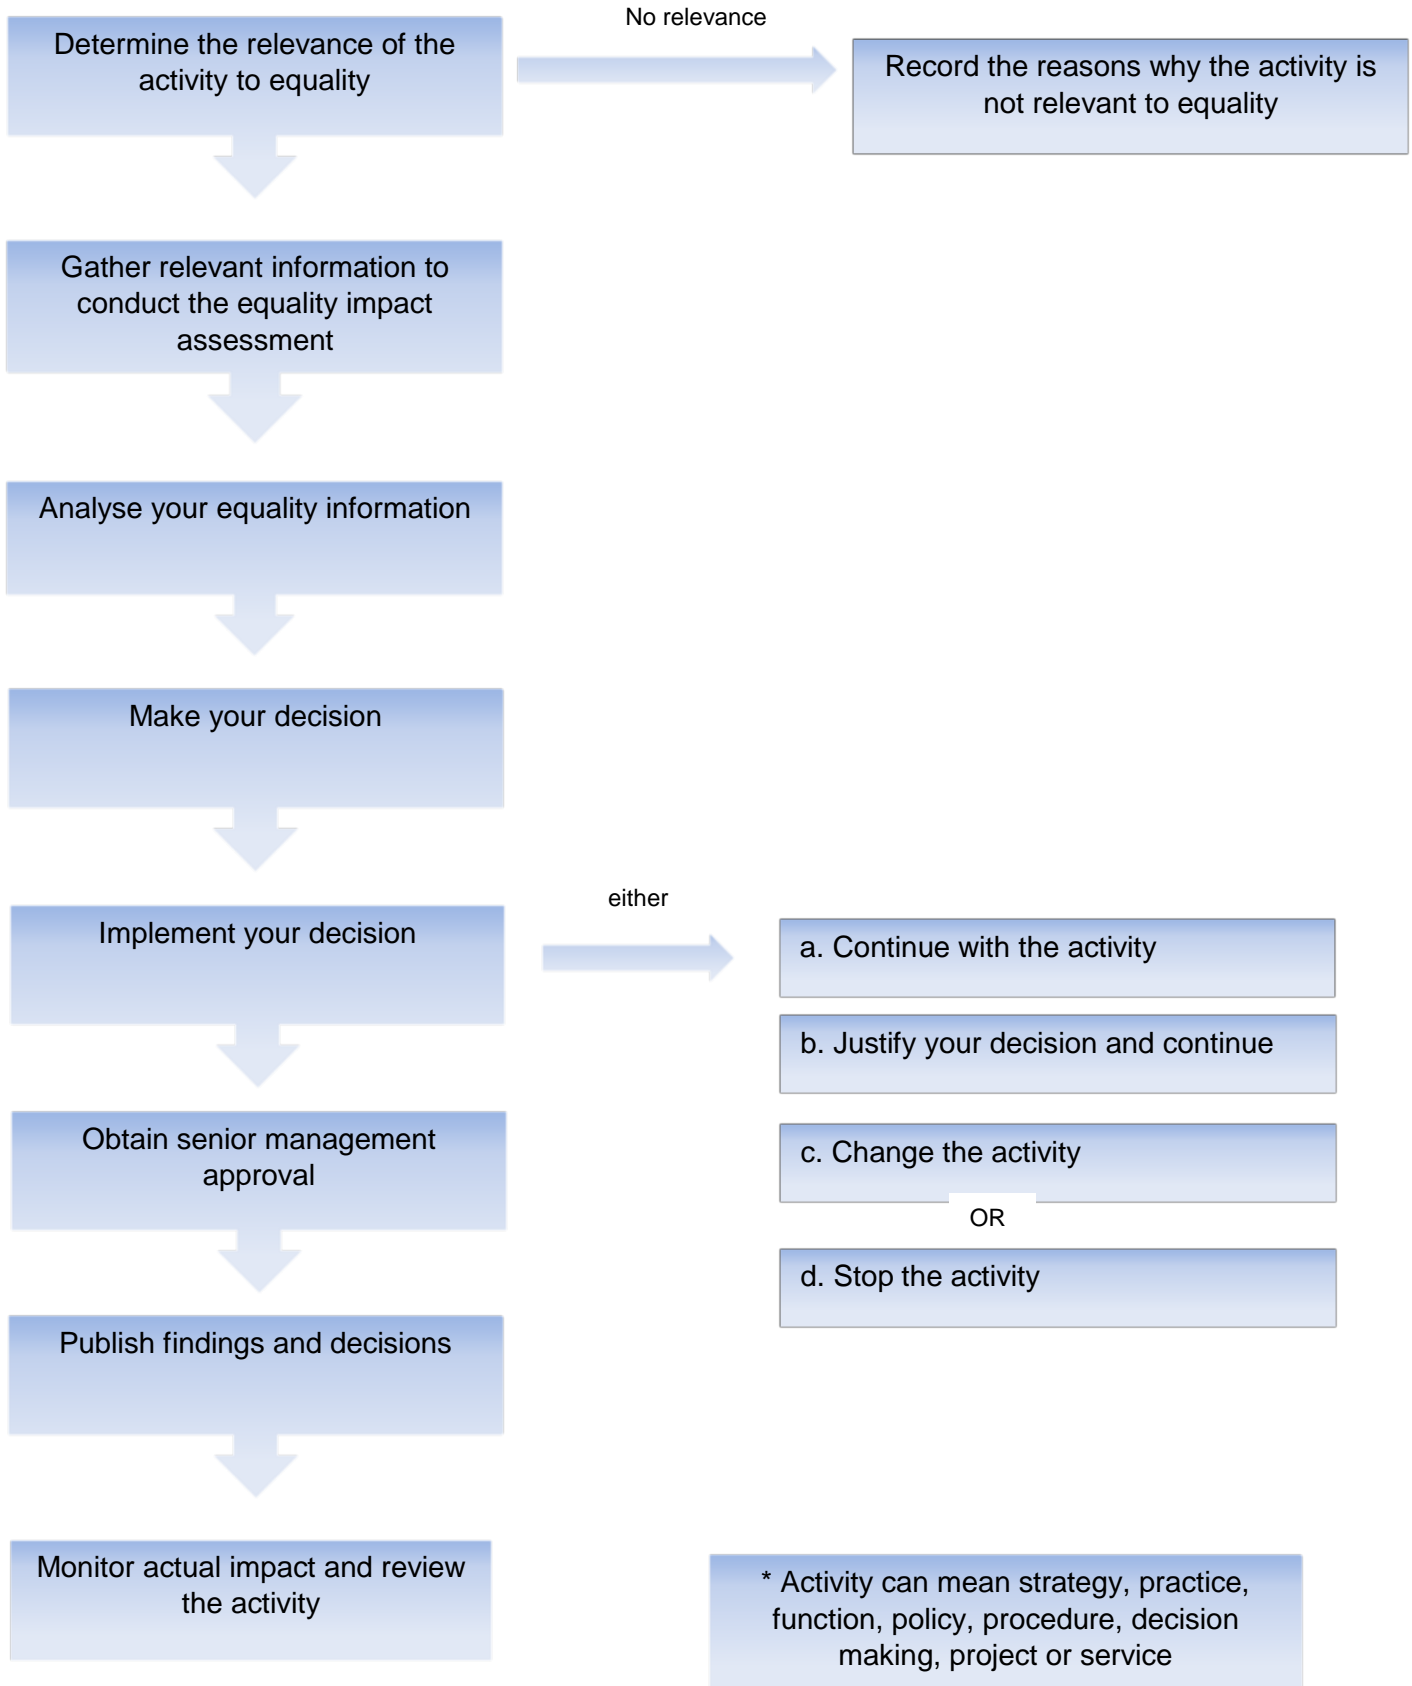 No relevance
Determine the relevance of the
activity to equality
Record the reasons why the activity is
not relevant to equality
Gather relevant information to
conduct the equality impact
assessment
Analyse your equality information
Make your decision
Implement your decision
either
a. Continue with the activity
b. Justify your decision and continue
c. Change the activity
OR
d. Stop the activity
Obtain senior management
approval
Publish findings and decisions
Monitor actual impact and review
the activity
* Activity can mean strategy, practice,
function, policy, procedure, decision
making, project or service